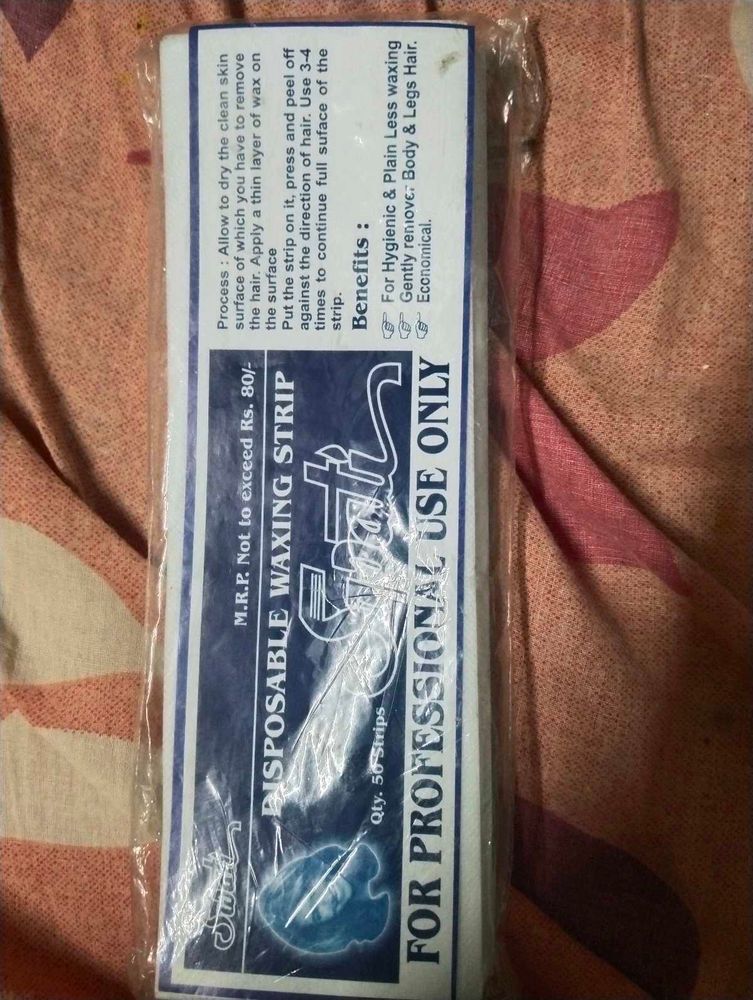 Swati
M.R.P. Not to exceed Rs. 80/-
DISPOSABLE WAXING STRIP
Swati
Qty. 50 Strips
FOR PROFESSIONAL USE ONLY
Process : Allow to dry the clean skin
surface of which you have to remove
the hair. Apply a thin layer of wax on
the surface
Put the strip on it, press and peel off
against the direction of hair. Use 3-4
times to continue full suface of the
strip.
Benefits :
For Hygienic & Plain Less waxing
Gently remover Body & Legs Hair.
Economical.